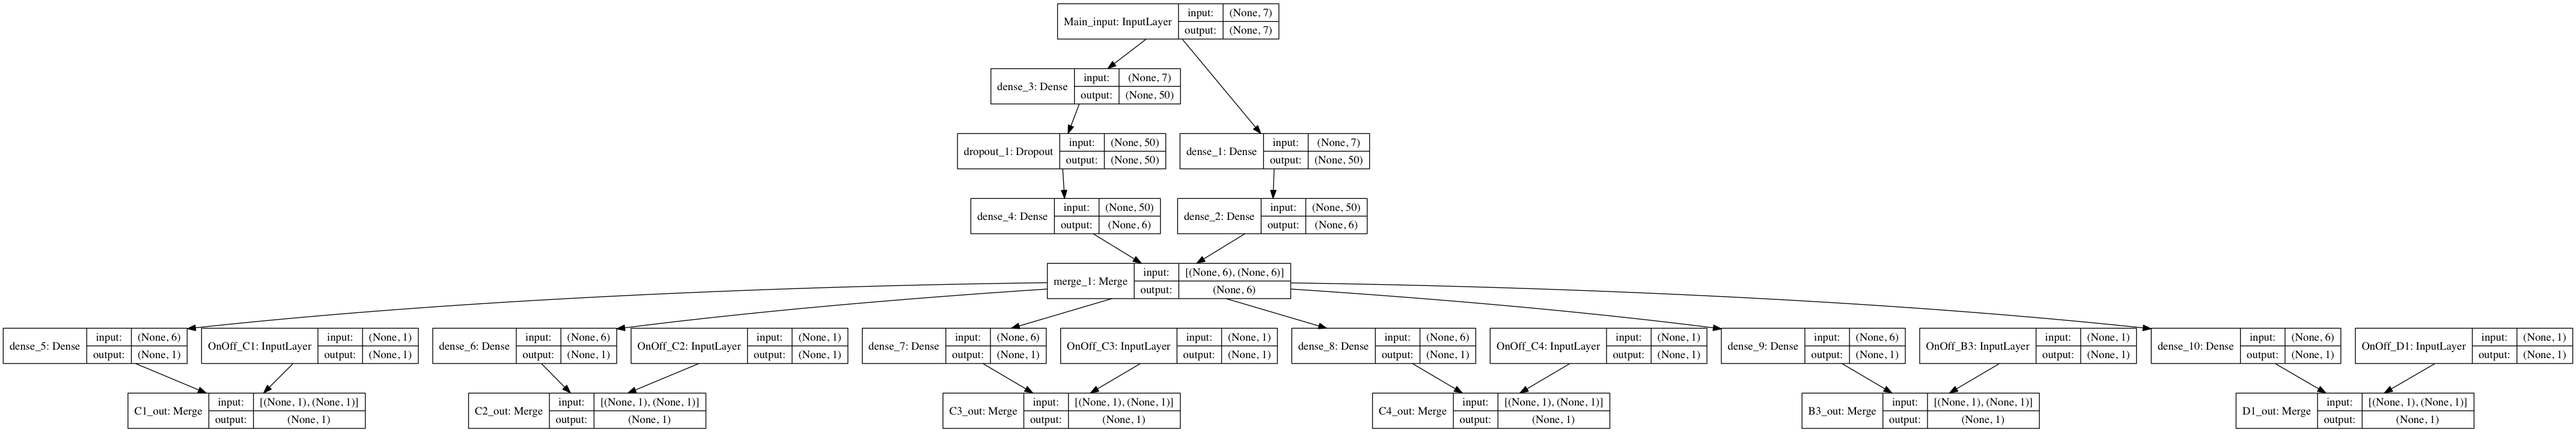 Main_input: InputLayer
input: (None, 7)
output: (None, 7)
dense_3: Dense
input: (None, 7)
output: (None, 50)
dropout_1: Dropout
input: (None, 50)
output: (None, 50)
dense_1: Dense
input: (None, 7)
output: (None, 50)
dense_4: Dense
input: (None, 50)
output: (None, 6)
dense_2: Dense
input: (None, 50)
output: (None, 6)
merge_1: Merge
input: [(None, 6), (None, 6)]
output: (None, 6)
dense_5: Dense
input: (None, 6)
output: (None, 1)
OnOff_C1: InputLayer
input: (None, 1)
output: (None, 1)
dense_6: Dense
input: (None, 6)
output: (None, 1)
OnOff_C2: InputLayer
input: (None, 1)
output: (None, 1)
dense_7: Dense
input: (None, 6)
output: (None, 1)
OnOff_C3: InputLayer
input: (None, 1)
output: (None, 1)
dense_8: Dense
input: (None, 6)
output: (None, 1)
OnOff_C4: InputLayer
input: (None, 1)
output: (None, 1)
dense_9: Dense
input: (None, 6)
output: (None, 1)
OnOff_B3: InputLayer
input: (None, 1)
output: (None, 1)
dense_10: Dense
input: (None, 6)
output: (None, 1)
OnOff_D1: InputLayer
input: (None, 1)
output: (None, 1)
C1_out: Merge
input: [(None, 1), (None, 1)]
output: (None, 1)
C2_out: Merge
input: [(None, 1), (None, 1)]
output: (None, 1)
C3_out: Merge
input: [(None, 1), (None, 1)]
output: (None, 1)
C4_out: Merge
input: [(None, 1), (None, 1)]
output: (None, 1)
B3_out: Merge
input: [(None, 1), (None, 1)]
output: (None, 1)
D1_out: Merge
input: [(None, 1), (None, 1)]
output: (None, 1)